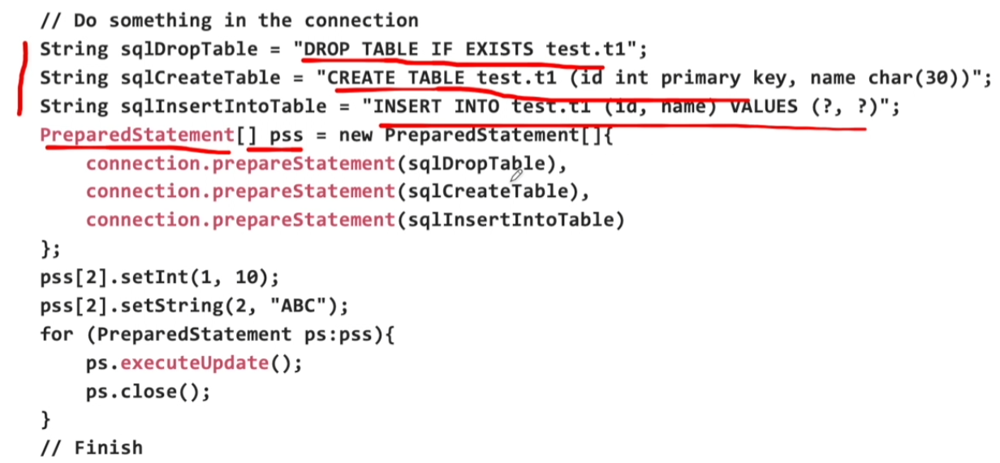 // Do something in the connection
String sqlDropTable = "DROP TABLE IF EXISTS test.t1";
String sqlCreateTable = "CREATE TABLE test.t1 (id int primary key, name char(30))";
String sqlInsertIntoTable = "INSERT INTO test.t1 (id, name) VALUES (?, ?)";
PreparedStatement[] pss = new PreparedStatement[]{
    connection.prepareStatement(sqlDropTable),
    connection.prepareStatement(sqlCreateTable),
    connection.prepareStatement(sqlInsertIntoTable)
};
pss[2].setInt(1, 10);
pss[2].setString(2, "ABC");
for (PreparedStatement ps:pss){
    ps.executeUpdate();
    ps.close();
}
// Finish